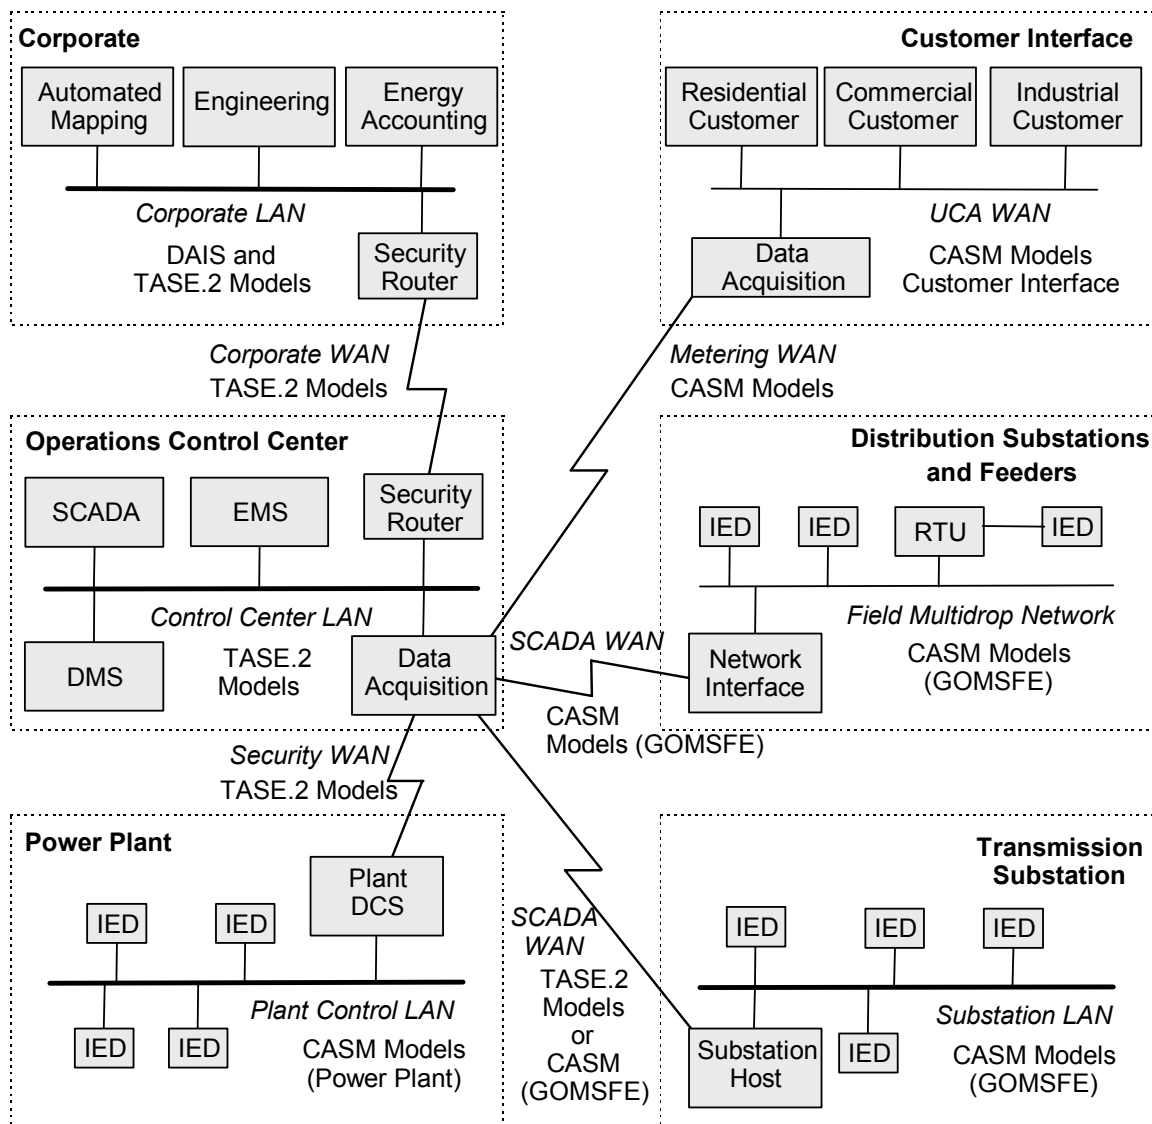 Corporate
Automated
Mapping
Engineering
Energy
Accounting
Corporate LAN
DAIS and
TASE.2 Models
Security
Router
Customer Interface
Residential
Customer
Commercial
Customer
Industrial
Customer
UCA WAN
Data
Acquisition
CASM Models
Customer Interface
Corporate WAN
TASE.2 Models
Metering WAN
CASM Models
Operations Control Center
SCADA
EMS
Security
Router
Control Center LAN
DMS
TASE.2
Models
Data
Acquisition
SCADA WAN
CASM
Models (GOMSFE)
Distribution Substations
and Feeders
IED
IED
RTU
IED
Field Multidrop Network
Network
Interface
CASM Models
(GOMSFE)
Security WAN
TASE.2 Models
Power Plant
Plant
DCS
IED
IED
Plant Control LAN
IED
IED
CASM Models
(Power Plant)
SCADA
WAN
TASE.2
Models
or
CASM
(GOMSFE)
Transmission
Substation
IED
IED
IED
Substation LAN
Substation
Host
IED
CASM Models
(GOMSFE)